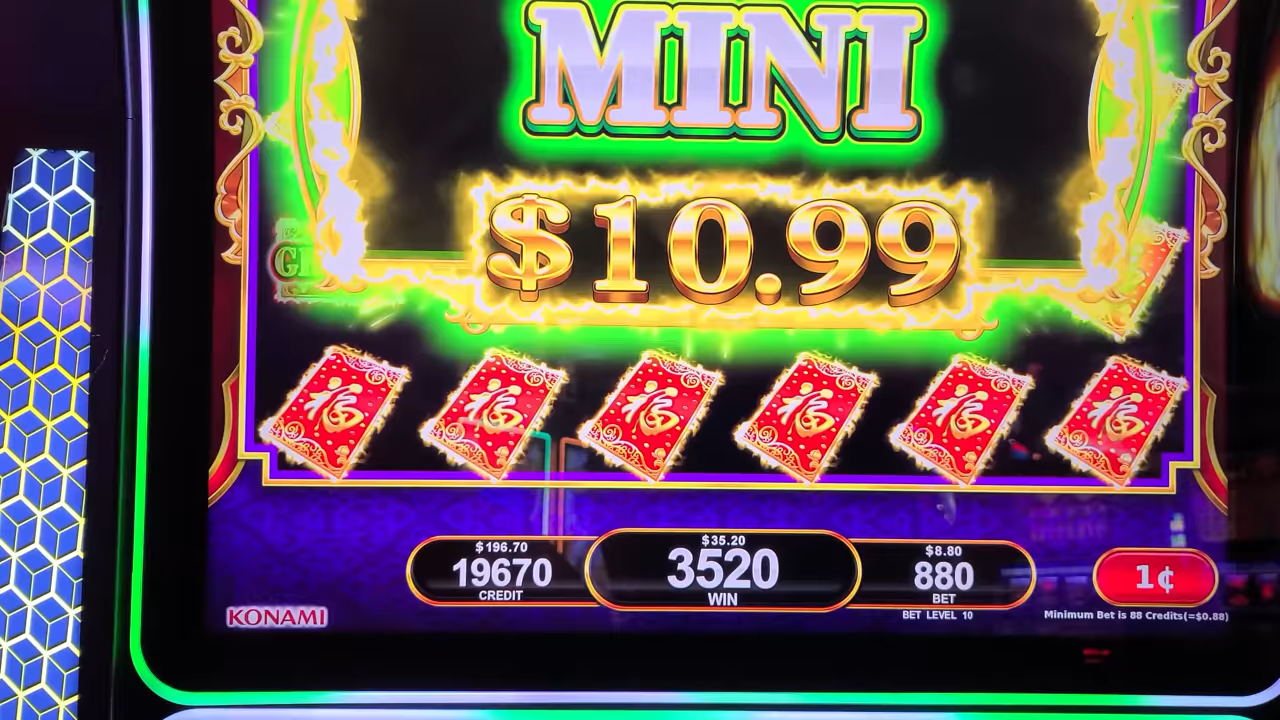 MINI
$10.99
福 福 福 福 福 福
$196.70
19670
CREDIT
$35.20
3520
WIN
$8.80
880
BET
BET LEVEL 10
1¢
Minimum Bet is 88 Credits(=$0.88)
KONAMI